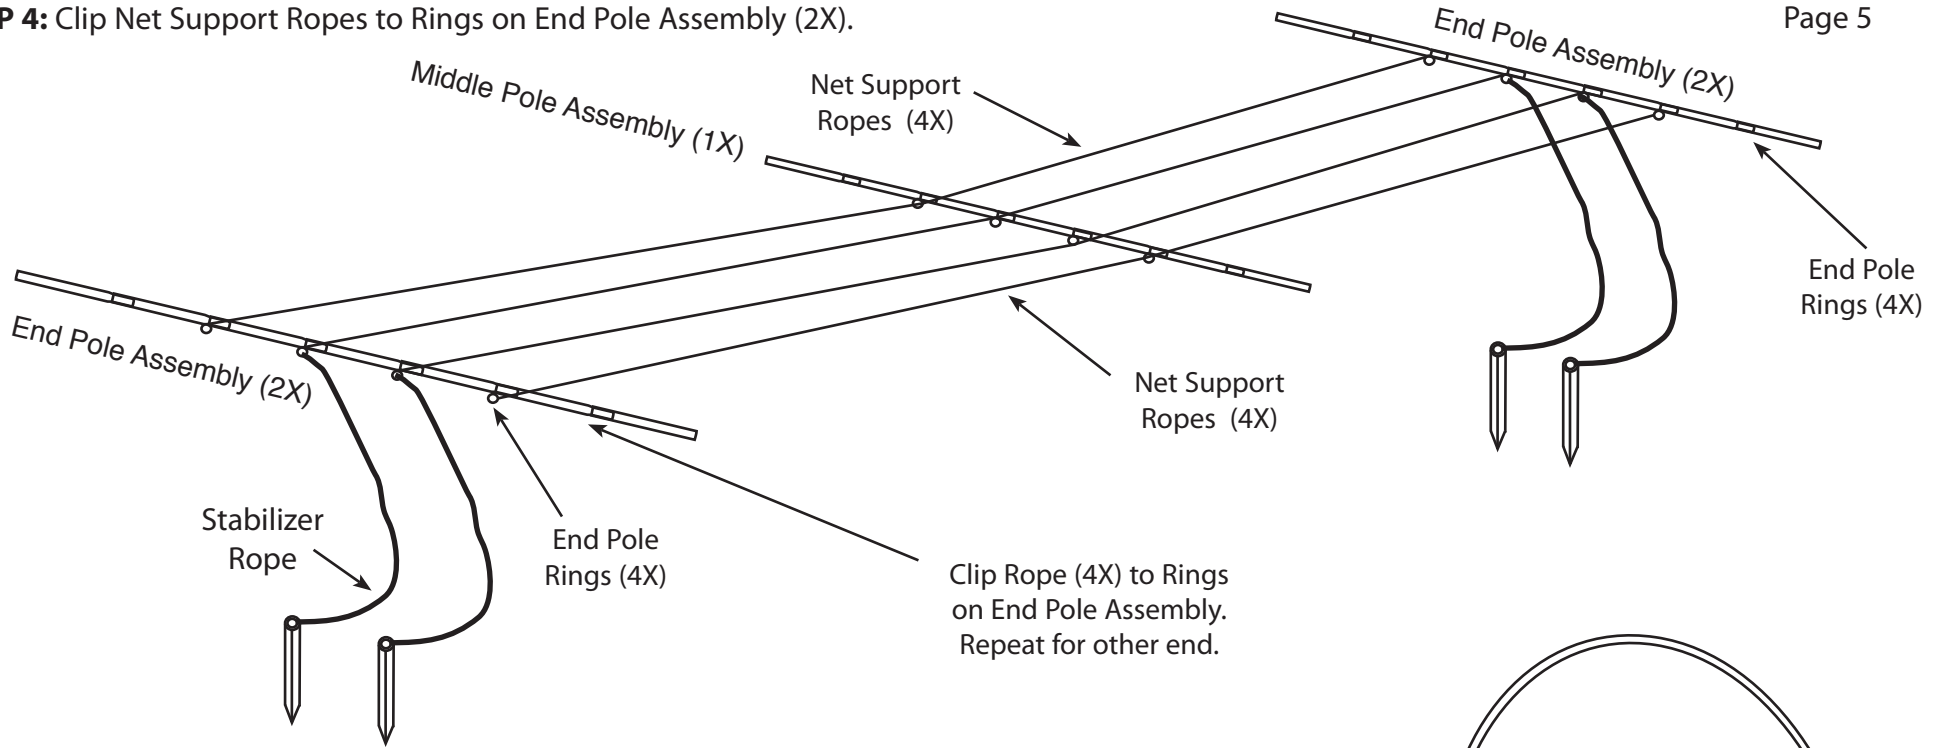 P 4: Clip Net Support Ropes to Rings on End Pole Assembly (2X).
Page 5
End Pole Assembly (2X)
Middle Pole Assembly (1X)
Net Support
Ropes (4X)
End Pole
Rings (4X)
End Pole Assembly (2X)
Net Support
Ropes (4X)
Stabilizer
Rope
End Pole
Rings (4X)
Clip Rope (4X) to Rings
on End Pole Assembly.
Repeat for other end.